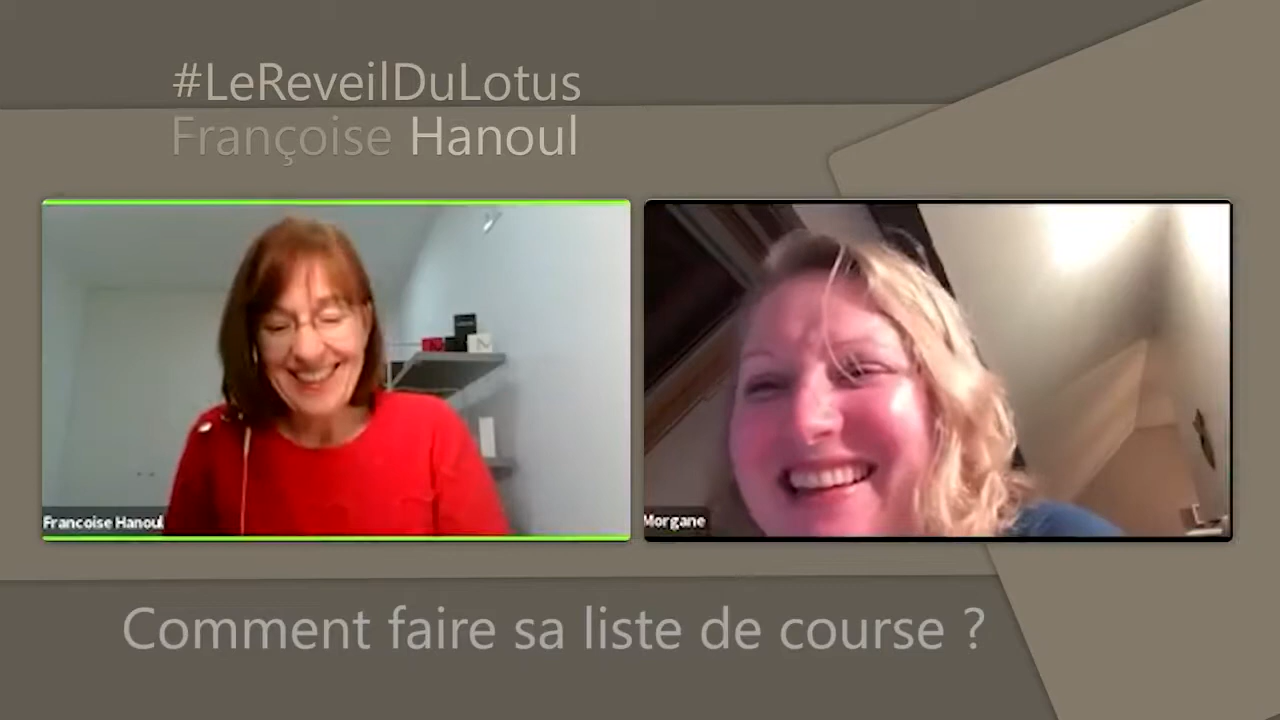 #LeReveilDuLotus
Françoise Hanoul
Francoise Hanoul
Morgane
Comment faire sa liste de course ?